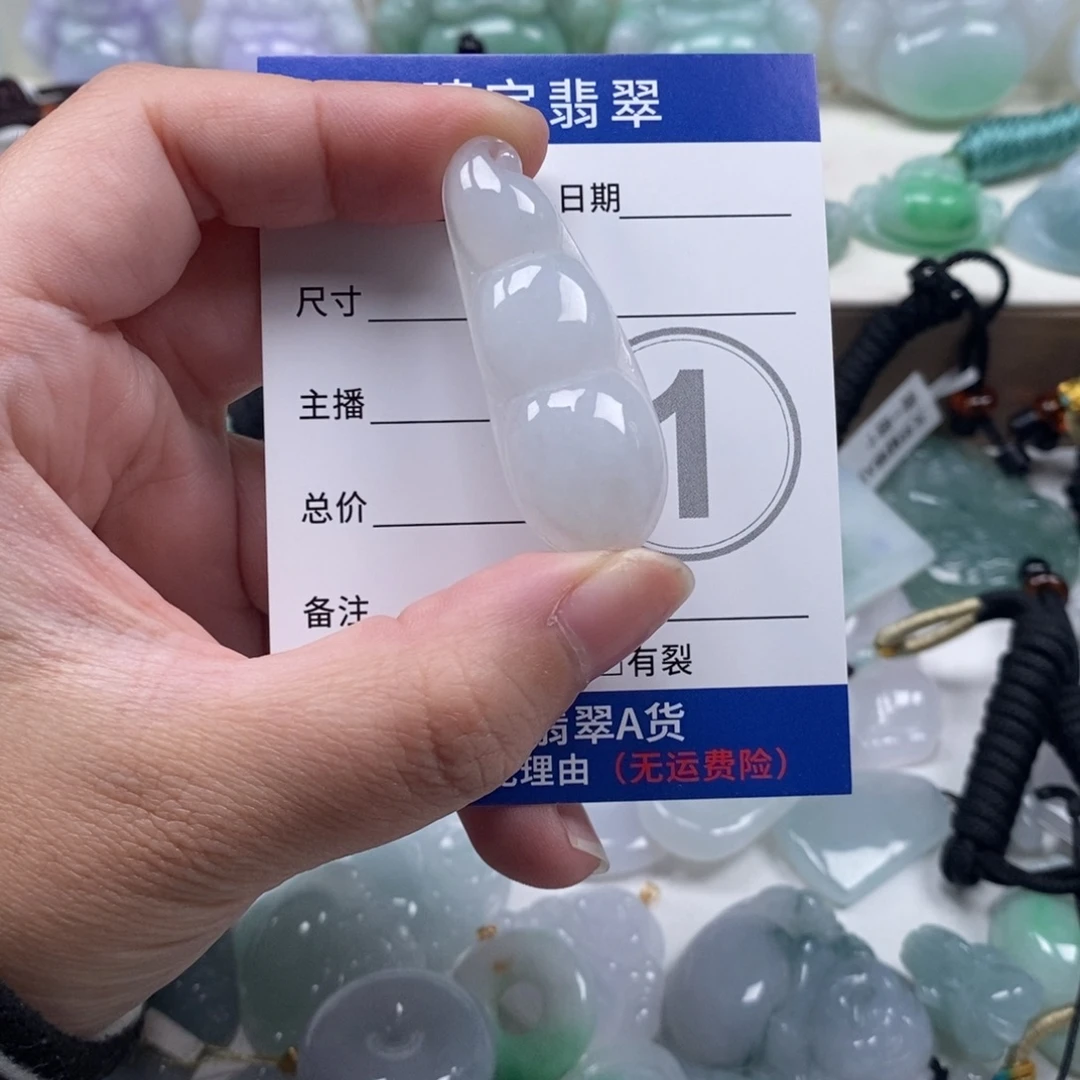 翡翠
日期
尺寸
主播
总价
1
备注
□有裂
翡翠A货
理由（无运费险）